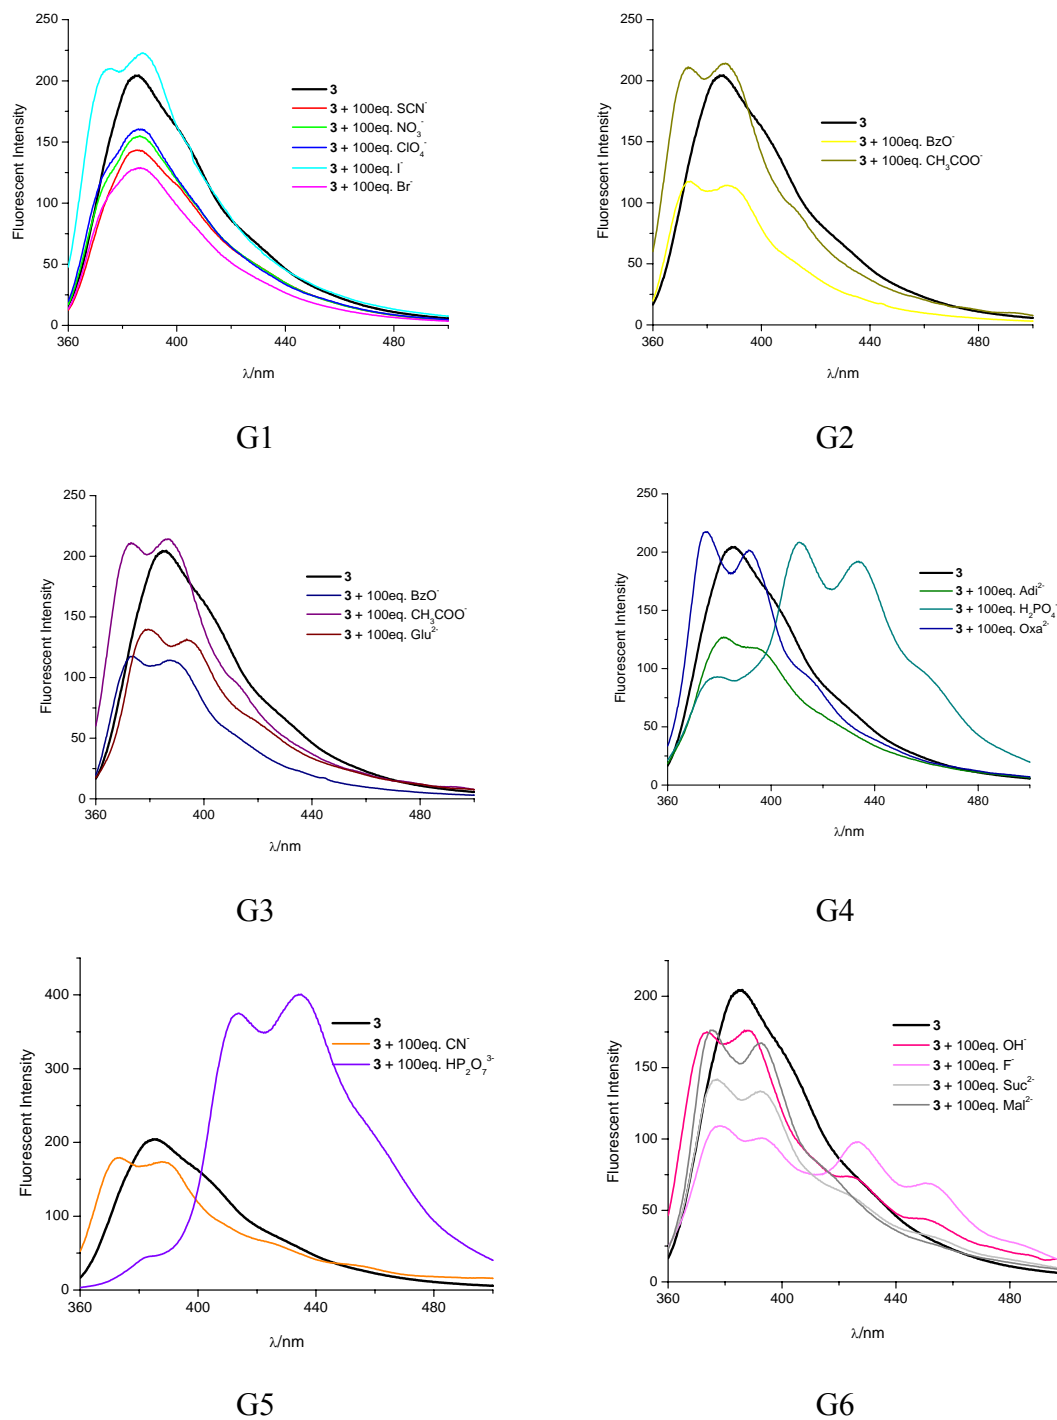 250
200
150
100
50
0
Fluorescent Intensity
3
3 + 100eq. SCN⁻
3 + 100eq. NO₃⁻
3 + 100eq. ClO₄⁻
3 + 100eq. I⁻
3 + 100eq. Br⁻
360 400 440 480
λ/nm
G1
250
200
150
100
50
0
Fluorescent Intensity
3
3 + 100eq. BzO⁻
3 + 100eq. CH₃COO⁻
360 400 440 480
λ/nm
G2
250
200
150
100
50
0
Fluorescent Intensity
3
3 + 100eq. BzO⁻
3 + 100eq. CH₃COO⁻
3 + 100eq. Glu²⁻
360 400 440 480
λ/nm
G3
250
200
150
100
50
0
Fluorescent Intensity
3
3 + 100eq. Adi²⁻
3 + 100eq. H₂PO₄⁻
3 + 100eq. Oxa²⁻
360 400 440 480
λ/nm
G4
400
300
200
100
0
Fluorescent Intensity
3
3 + 100eq. CN⁻
3 + 100eq. HP₂O₇³⁻
360 400 440 480
λ/nm
G5
200
150
100
50
0
Fluorescent Intensity
3
3 + 100eq. OH⁻
3 + 100eq. F⁻
3 + 100eq. Suc²⁻
3 + 100eq. Mal²⁻
360 400 440 480
λ/nm
G6